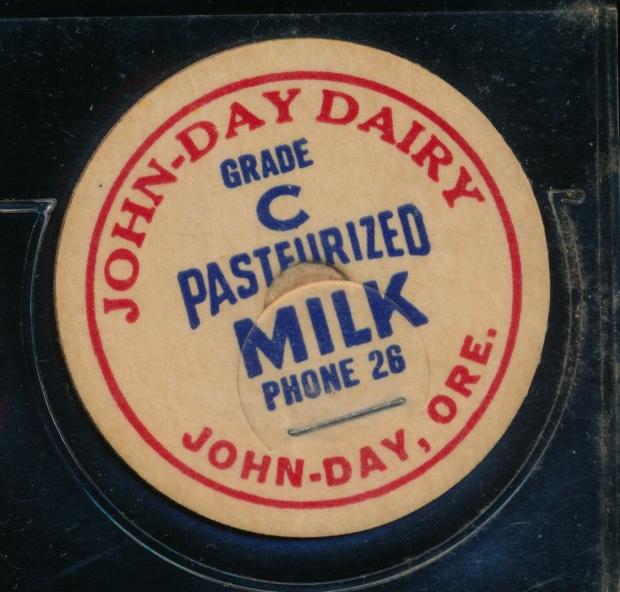 JOHN-DAY DAIRY
GRADE
C
PASTEURIZED
MILK
PHONE 26
JOHN-DAY, ORE.